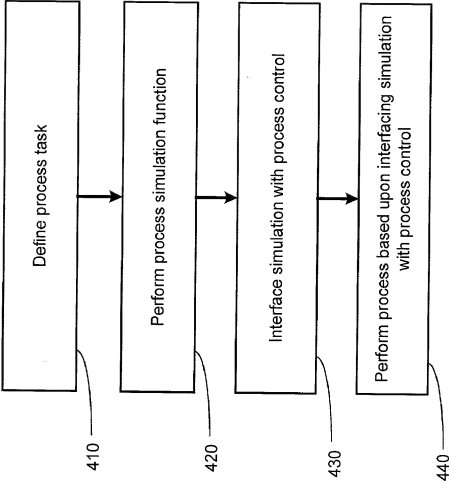 Define process task
410
Perform process simulation function
420
Interface simulation with process control
430
Perform process based upon interfacing simulation
with process control
440